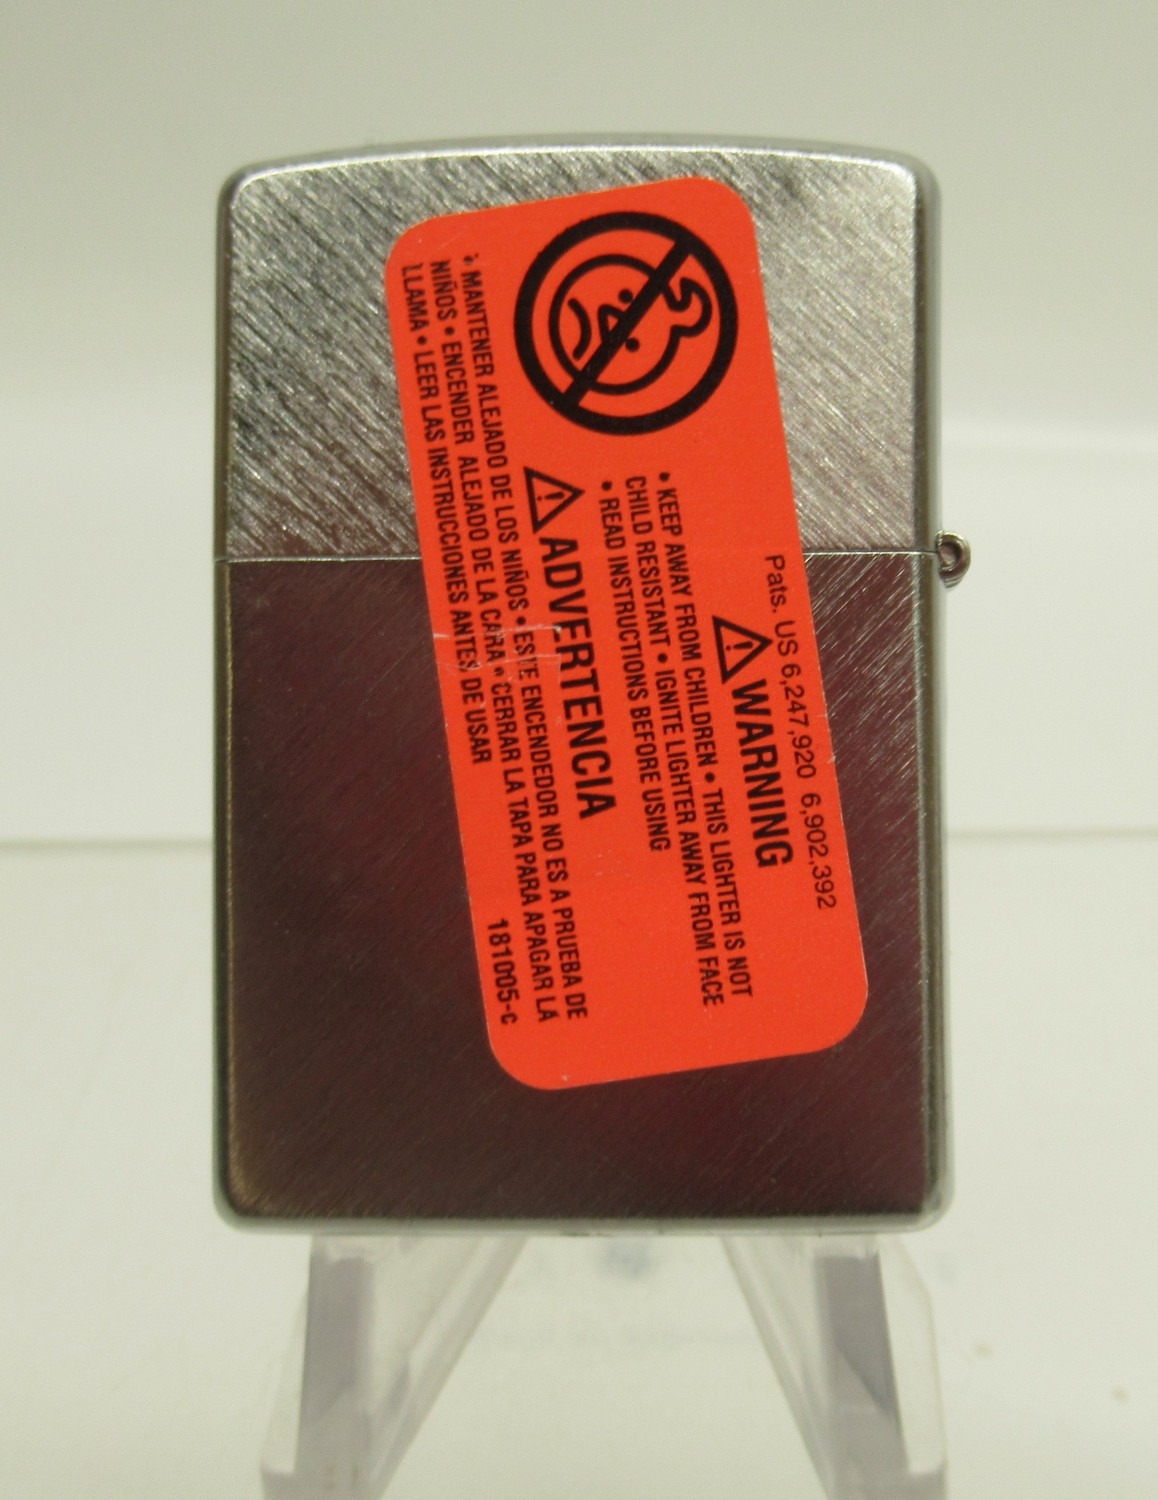 Pats. US 6,247,920 6,902,392
WARNING
• KEEP AWAY FROM CHILDREN • THIS LIGHTER IS NOT
CHILD RESISTANT • IGNITE LIGHTER AWAY FROM FACE
• READ INSTRUCTIONS BEFORE USING
ADVERTENCIA
• MANTENER ALEJADO DE LOS NIÑOS • ESTE ENCENDEDOR NO ES A PRUEBA DE
NIÑOS • ENCENDER ALEJADO DE LA CARA • CERRAR LA TAPA PARA APAGAR LA
LLAMA • LEER LAS INSTRUCCIONES ANTES DE USAR
181005-c